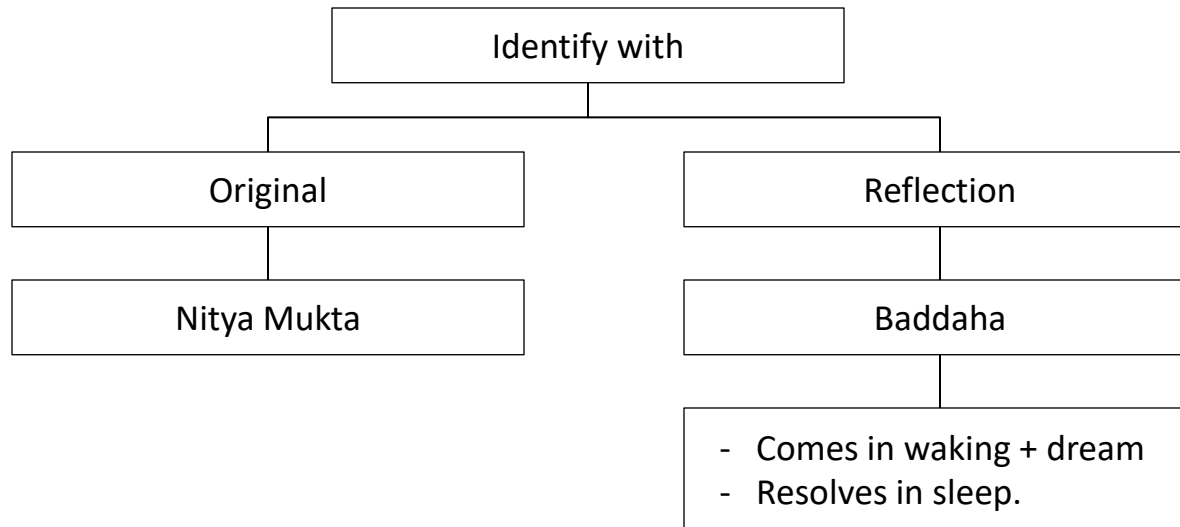 Identify with
Original
Reflection
Nitya Mukta
Baddaha
- Comes in waking + dream
- Resolves in sleep.